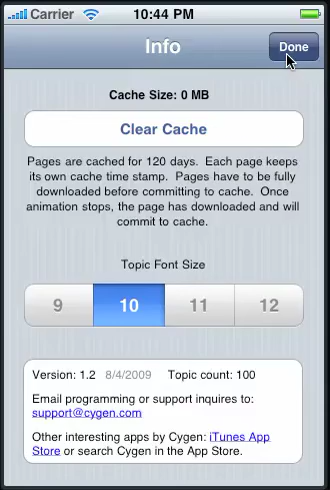 Carrier 10:44 PM
Info
Done
Cache Size: 0 MB
Clear Cache
Pages are cached for 120 days. Each page keeps
its own cache time stamp. Pages have to be fully
downloaded before committing to cache. Once
animation stops, the page has downloaded and will
commit to cache.
Topic Font Size
9 10 11 12
Version: 1.2 8/4/2009 Topic count: 100
Email programming or support inquires to:
support@cygen.com
Other interesting apps by Cygen: iTunes App
Store or search Cygen in the App Store.